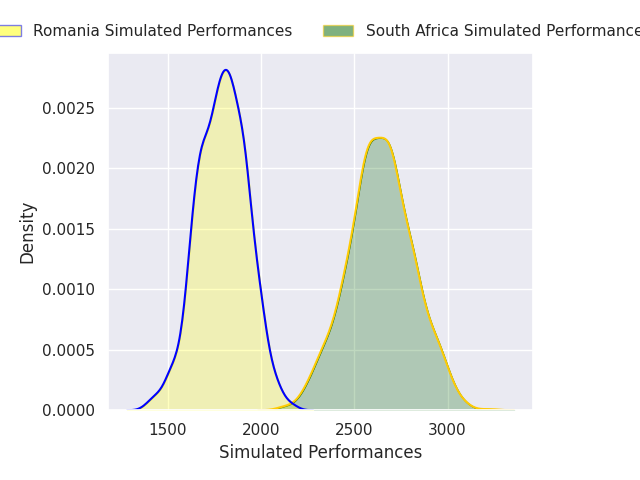 Romania Simulated Performances
South Africa Simulated Performance
0.0025
0.0020
0.0015
0.0010
0.0005
0.0000
Density
1500 2000 2500 3000
Simulated Performances